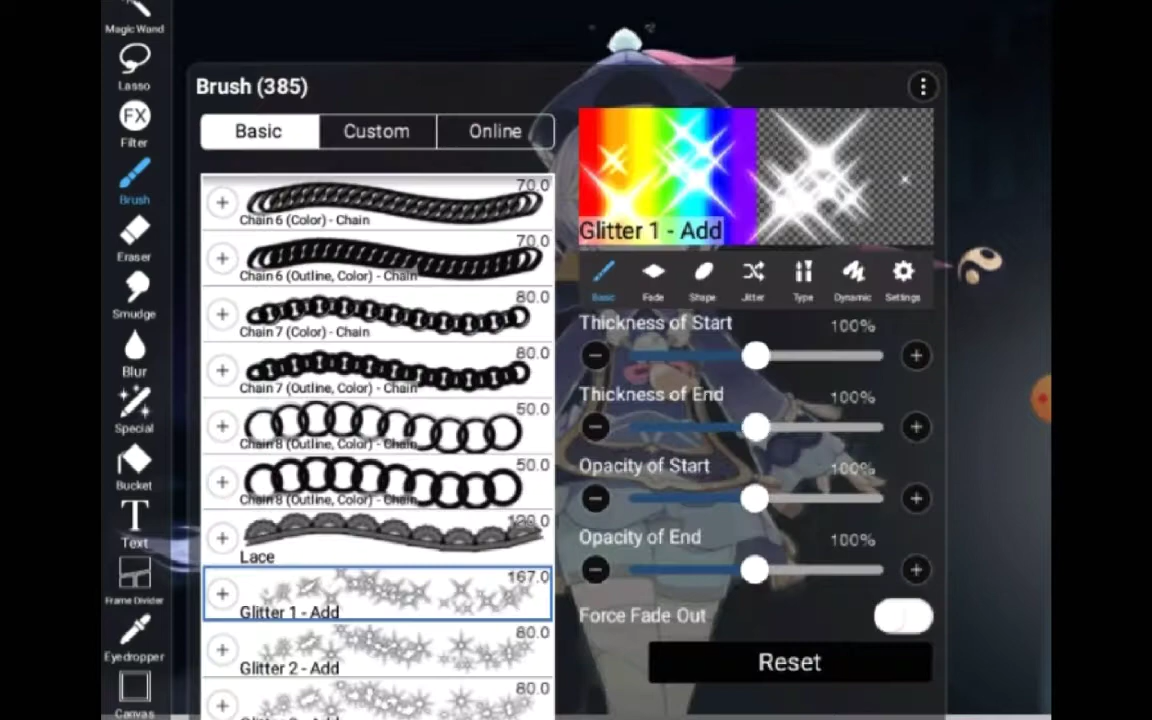 Magic Wand
Lasso
FX
Filter
Brush
Eraser
Smudge
Blur
Special
Bucket
T
Text
Frame Divider
Eyedropper
Canvas
Brush (385)
Basic
Custom
Online
70.0
Chain 6 (Color) - Chain
70.0
Chain 6 (Outline, Color) - Chain
80.0
Chain 7 (Color) - Chain
80.0
Chain 7 (Outline, Color) - Chain
50.0
Chain 8 (Outline, Color) - Chain
50.0
Chain 8 (Outline, Color) - Chain
Lace
167.0
Glitter 1 - Add
80.0
Glitter 2 - Add
80.0
Glitter 1 - Add
Basic
Fade
Shape
Jitter
Type
Dynamic
Settings
Thickness of Start
100%
Thickness of End
100%
Opacity of Start
100%
Opacity of End
100%
Force Fade Out
Reset